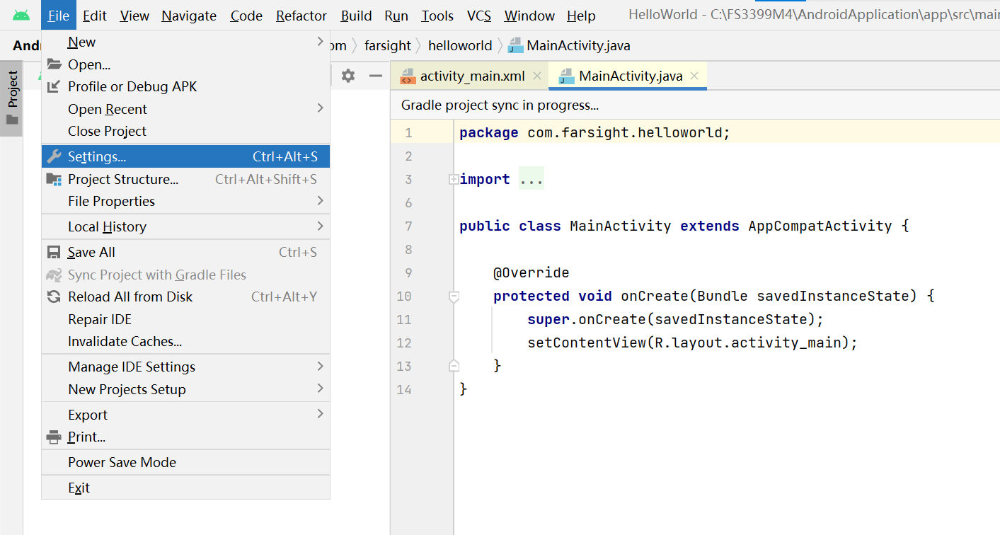 File Edit View Navigate Code Refactor Build Run Tools VCS Window Help HelloWorld - C:\FS3399M4\AndroidApplication\app\src\mair
Andr om farsight helloworld MainActivity.java
Project
New
Open...
Profile or Debug APK
Open Recent
Close Project
Settings... Ctrl+Alt+S
Project Structure... Ctrl+Alt+Shift+S
File Properties
Local History
Save All Ctrl+S
Sync Project with Gradle Files
Reload All from Disk Ctrl+Alt+Y
Repair IDE
Invalidate Caches...
Manage IDE Settings
New Projects Setup
Export
Print...
Power Save Mode
Exit
activity_main.xml MainActivity.java
Gradle project sync in progress...
1 package com.farsight.helloworld;
2
3 import ...
6
7 public class MainActivity extends AppCompatActivity {
8
9 @Override
10 protected void onCreate(Bundle savedInstanceState) {
11 super.onCreate(savedInstanceState);
12 setContentView(R.layout.activity_main);
13 }
14 }